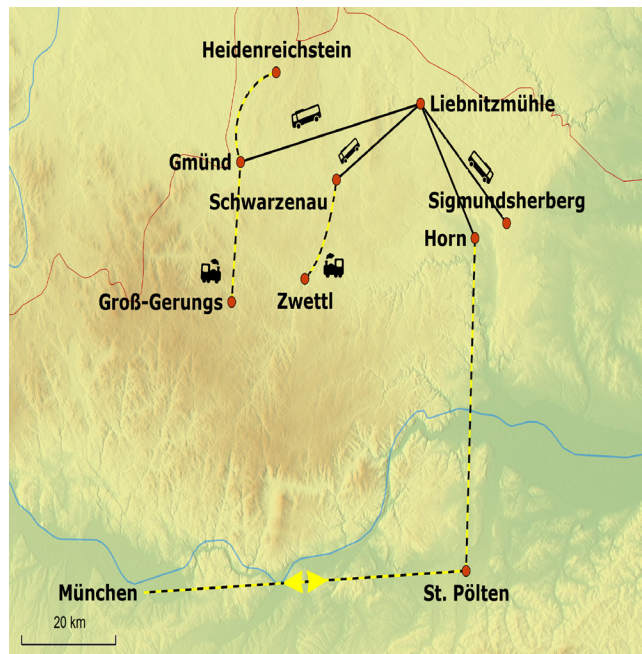 Heidenreichstein
Liebnitzmühle
Gmünd
Schwarzenau
Sigmundsherberg
Horn
Groß-Gerungs
Zwettl
München
St. Pölten
20 km